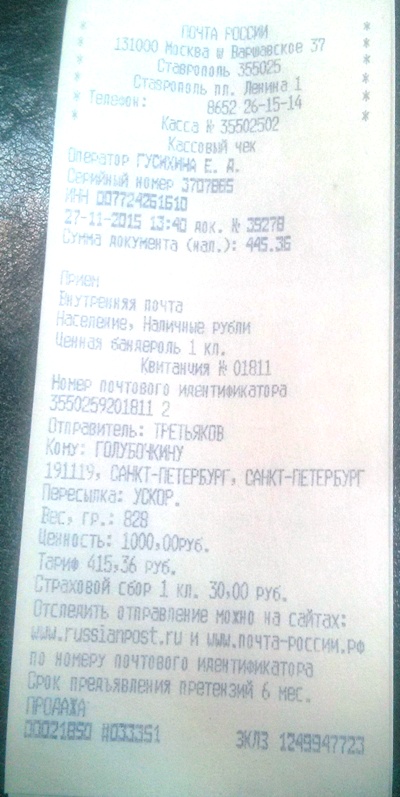 * ПОЧТА РОССИИ *
* 131000 Москва ш Варшавское 37 *
* Ставрополь 355025 *
* Ставрополь пл. Ленина 1 *
* Телефон: 8652 26-15-14 *
* Касса № 35502502 *
Кассовый чек
Оператор ГУСИХИНА Е. А.
Серийный номер 3707865
ИНН 007724261610
27-11-2015 13:40 док. № 39278
Сумма документа (нал.): 445.36
Прием
Внутренняя почта
Население, Наличные рубли
Ценная бандероль 1 кл.
Квитанция № 01811
Номер почтового идентификатора
3550259201811 2
Отправитель: ТРЕТЬЯКОВ
Кому: ГОЛУБОЧКИНУ
191119, САНКТ-ПЕТЕРБУРГ, САНКТ-ПЕТЕРБУРГ
Пересылка: УСКОР.
Вес, гр.: 828
Ценность: 1000,00руб.
Тариф 415,36 руб.
Страховой сбор 1 кл. 30,00 руб.
Отследить отправление можно на сайтах:
www.russianpost.ru и www.почта-россии.рф
по номеру почтового идентификатора
Срок предъявления претензий 6 мес.
ПРОДАЖА
00021850 #033351 ЭКЛЗ 1249947723